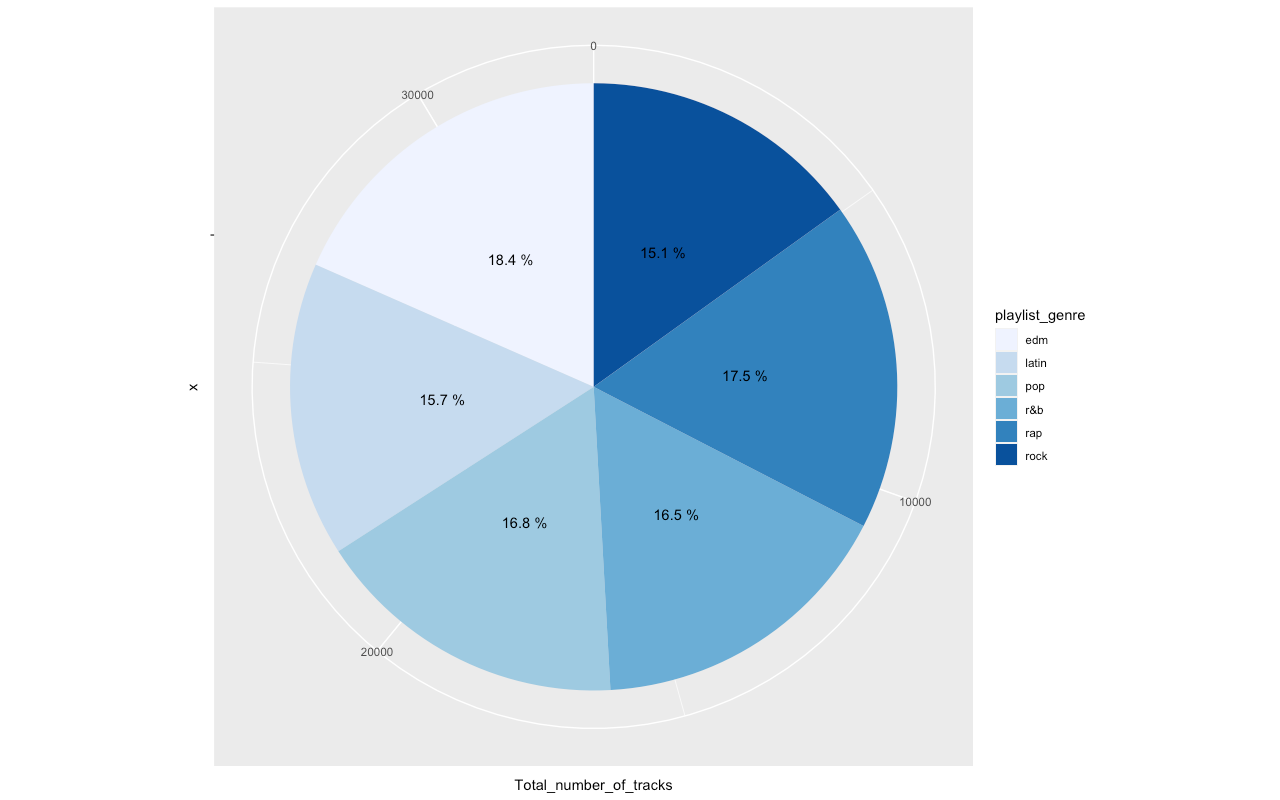 0
30000
15.1 %
18.4 %
playlist_genre
edm
latin
17.5 %
x
pop
15.7 %
r&b
rap
rock
10000
16.5 %
16.8 %
20000
Total_number_of_tracks